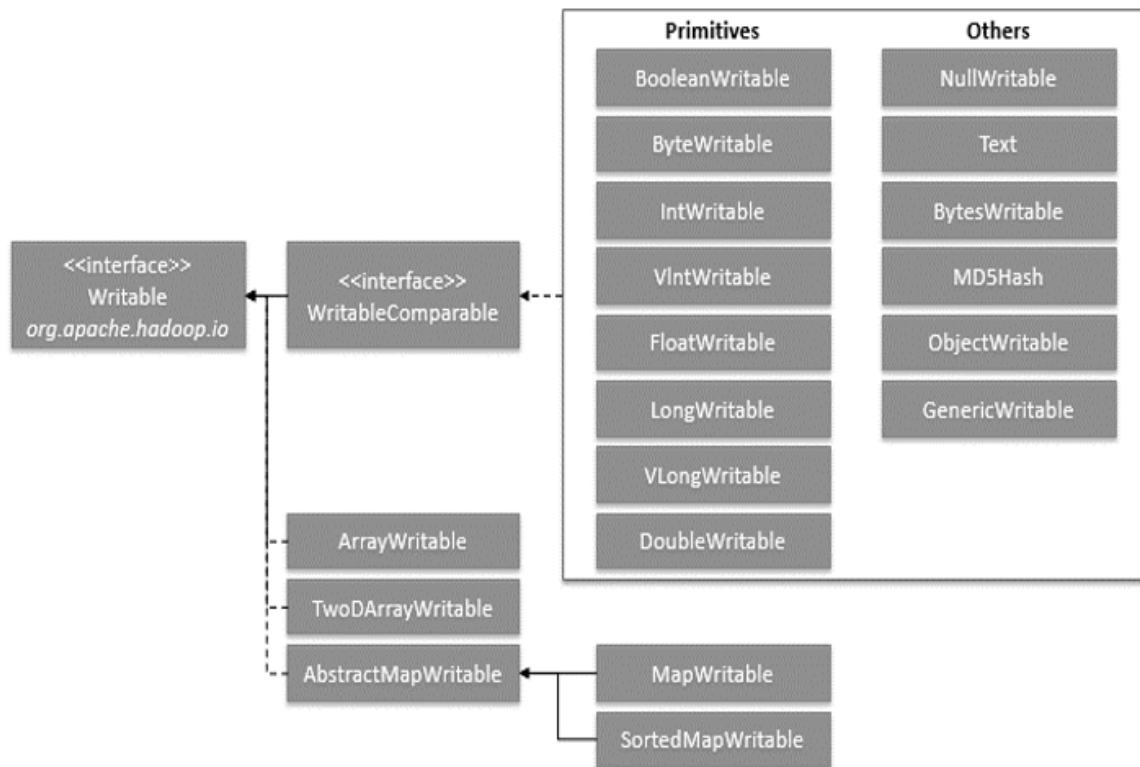 Primitives
Others
BooleanWritable
NullWritable
ByteWritable
Text
IntWritable
BytesWritable
<<interface>>
Writable
org.apache.hadoop.io
<<interface>>
WritableComparable
VIntWritable
MD5Hash
FloatWritable
ObjectWritable
LongWritable
GenericWritable
VLongWritable
DoubleWritable
ArrayWritable
TwoDArrayWritable
AbstractMapWritable
MapWritable
SortedMapWritable